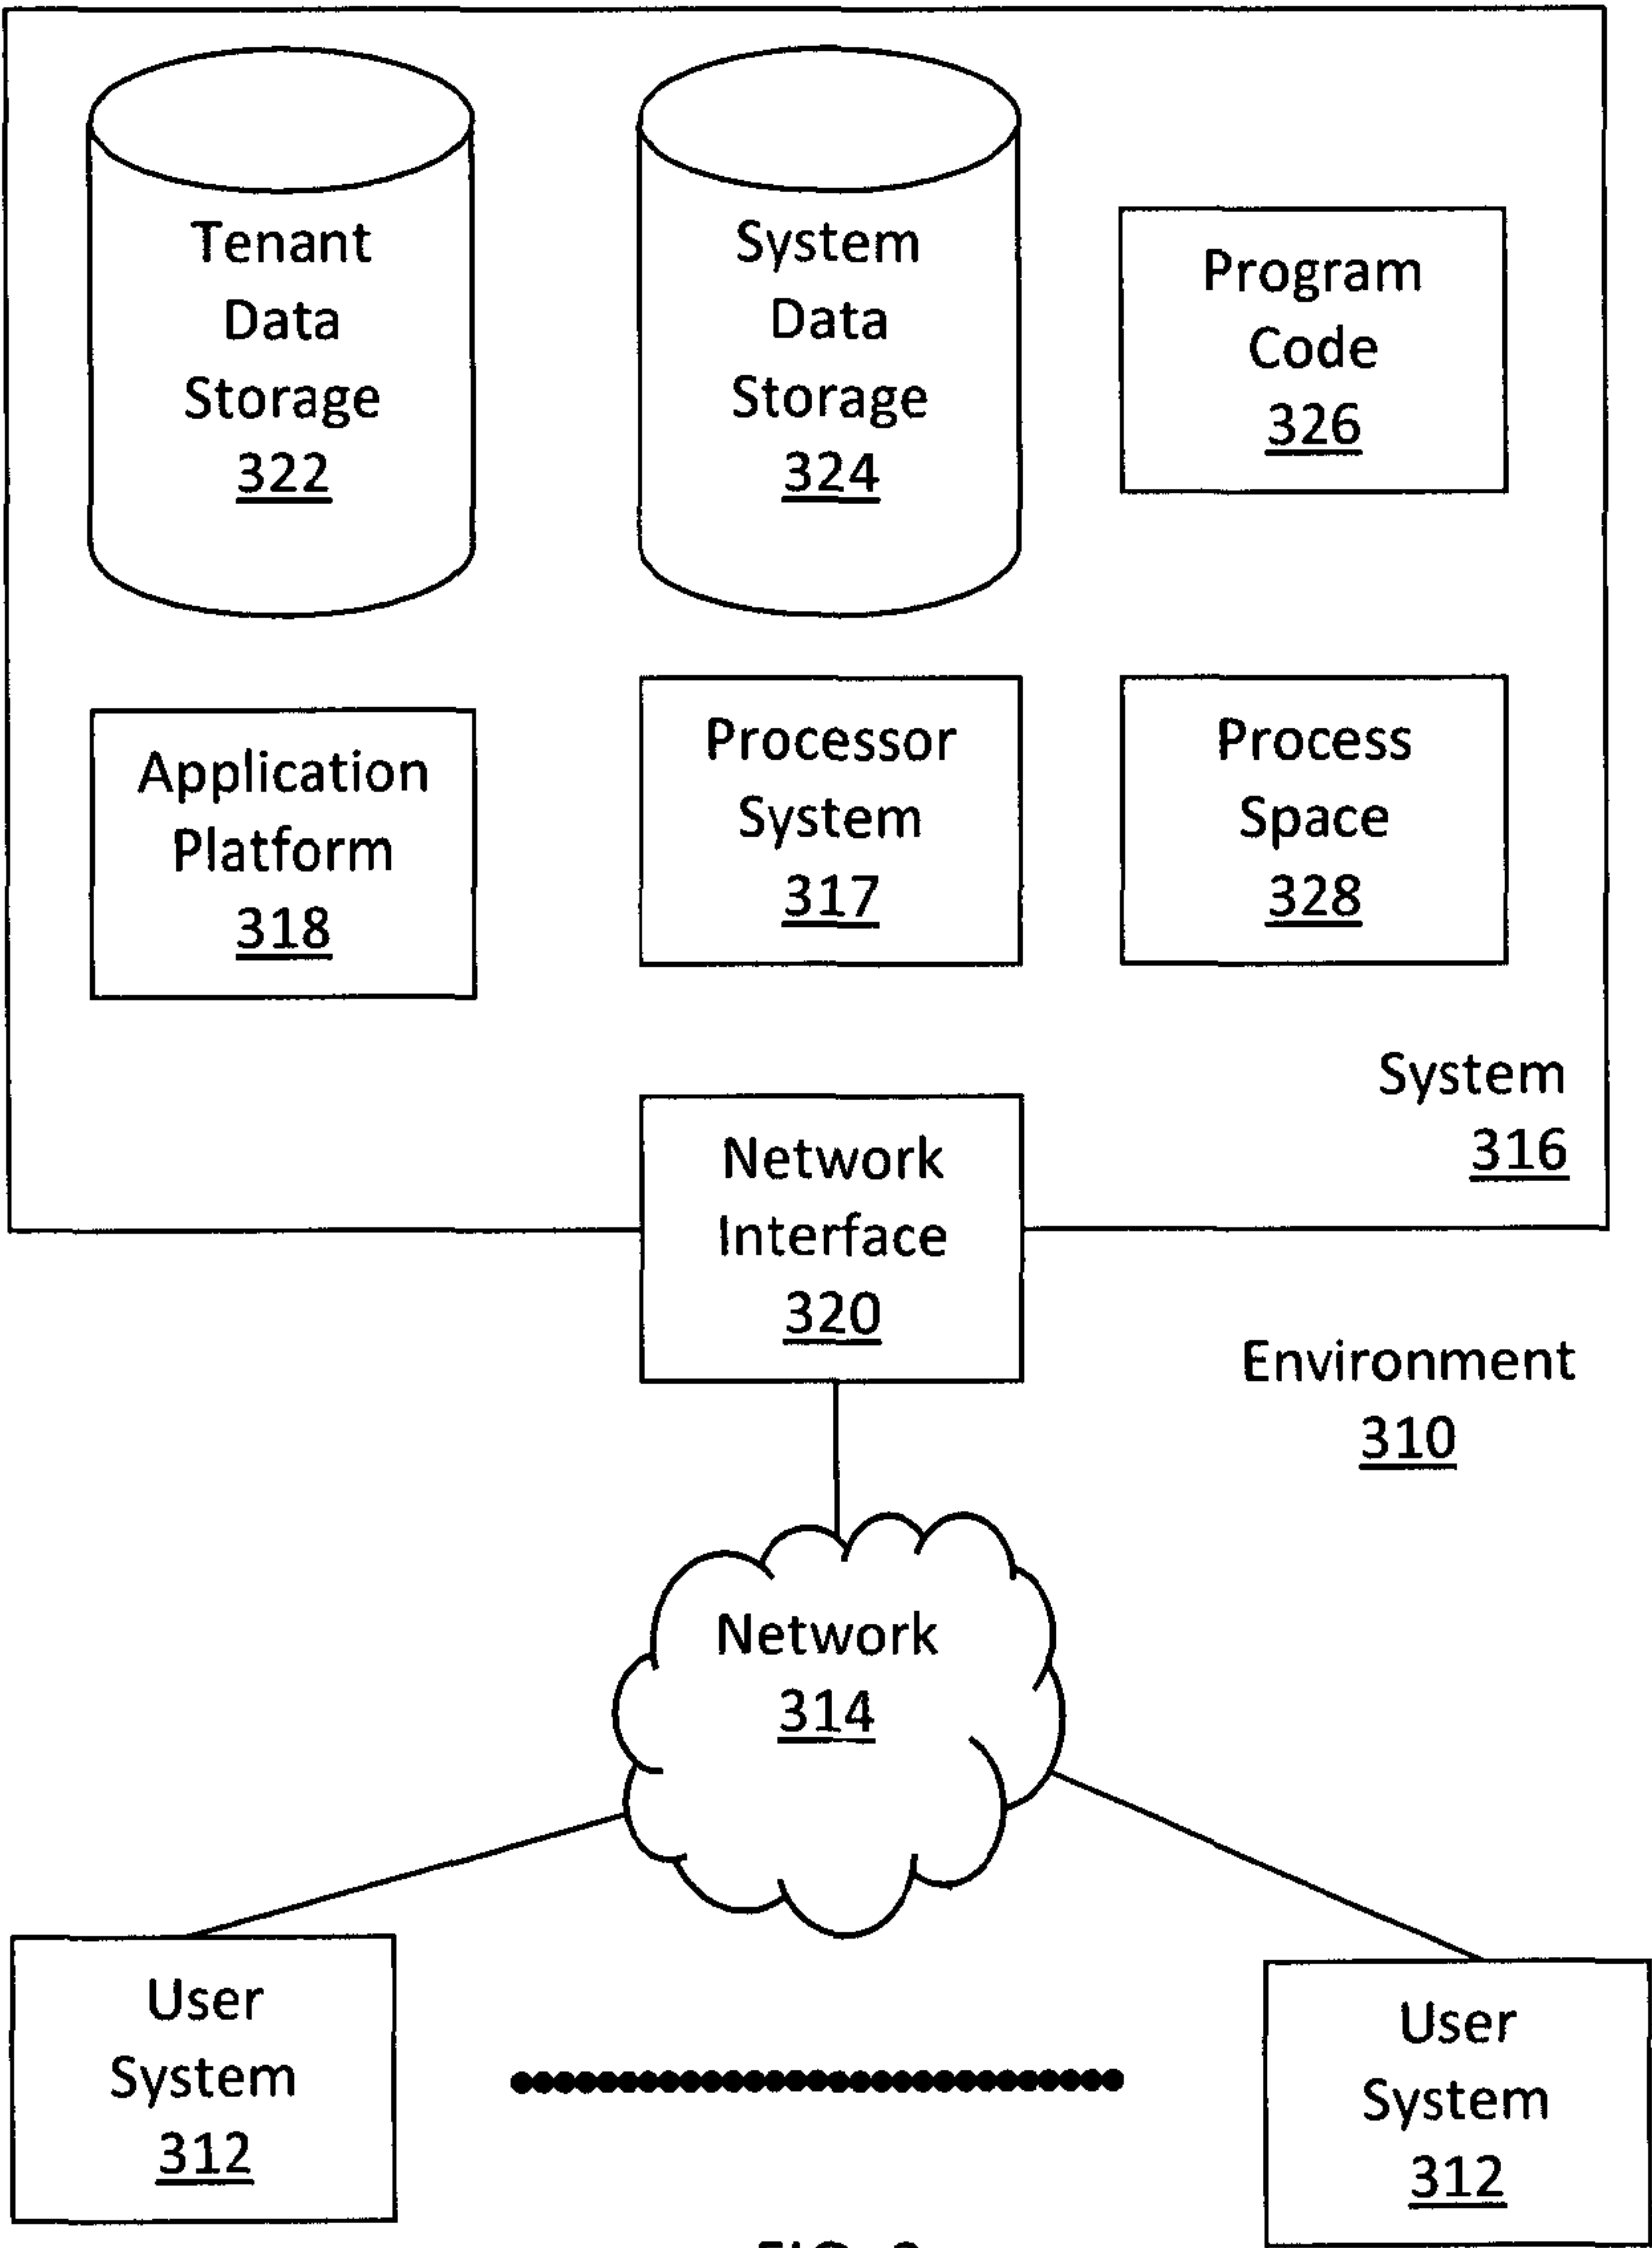 Tenant
Data
Storage
322
System
Data
Storage
324
Program
Code
326
Application
Platform
318
Processor
System
317
Process
Space
328
System
316
Network
Interface
320
Environment
310
Network
314
User
System
312
User
System
312